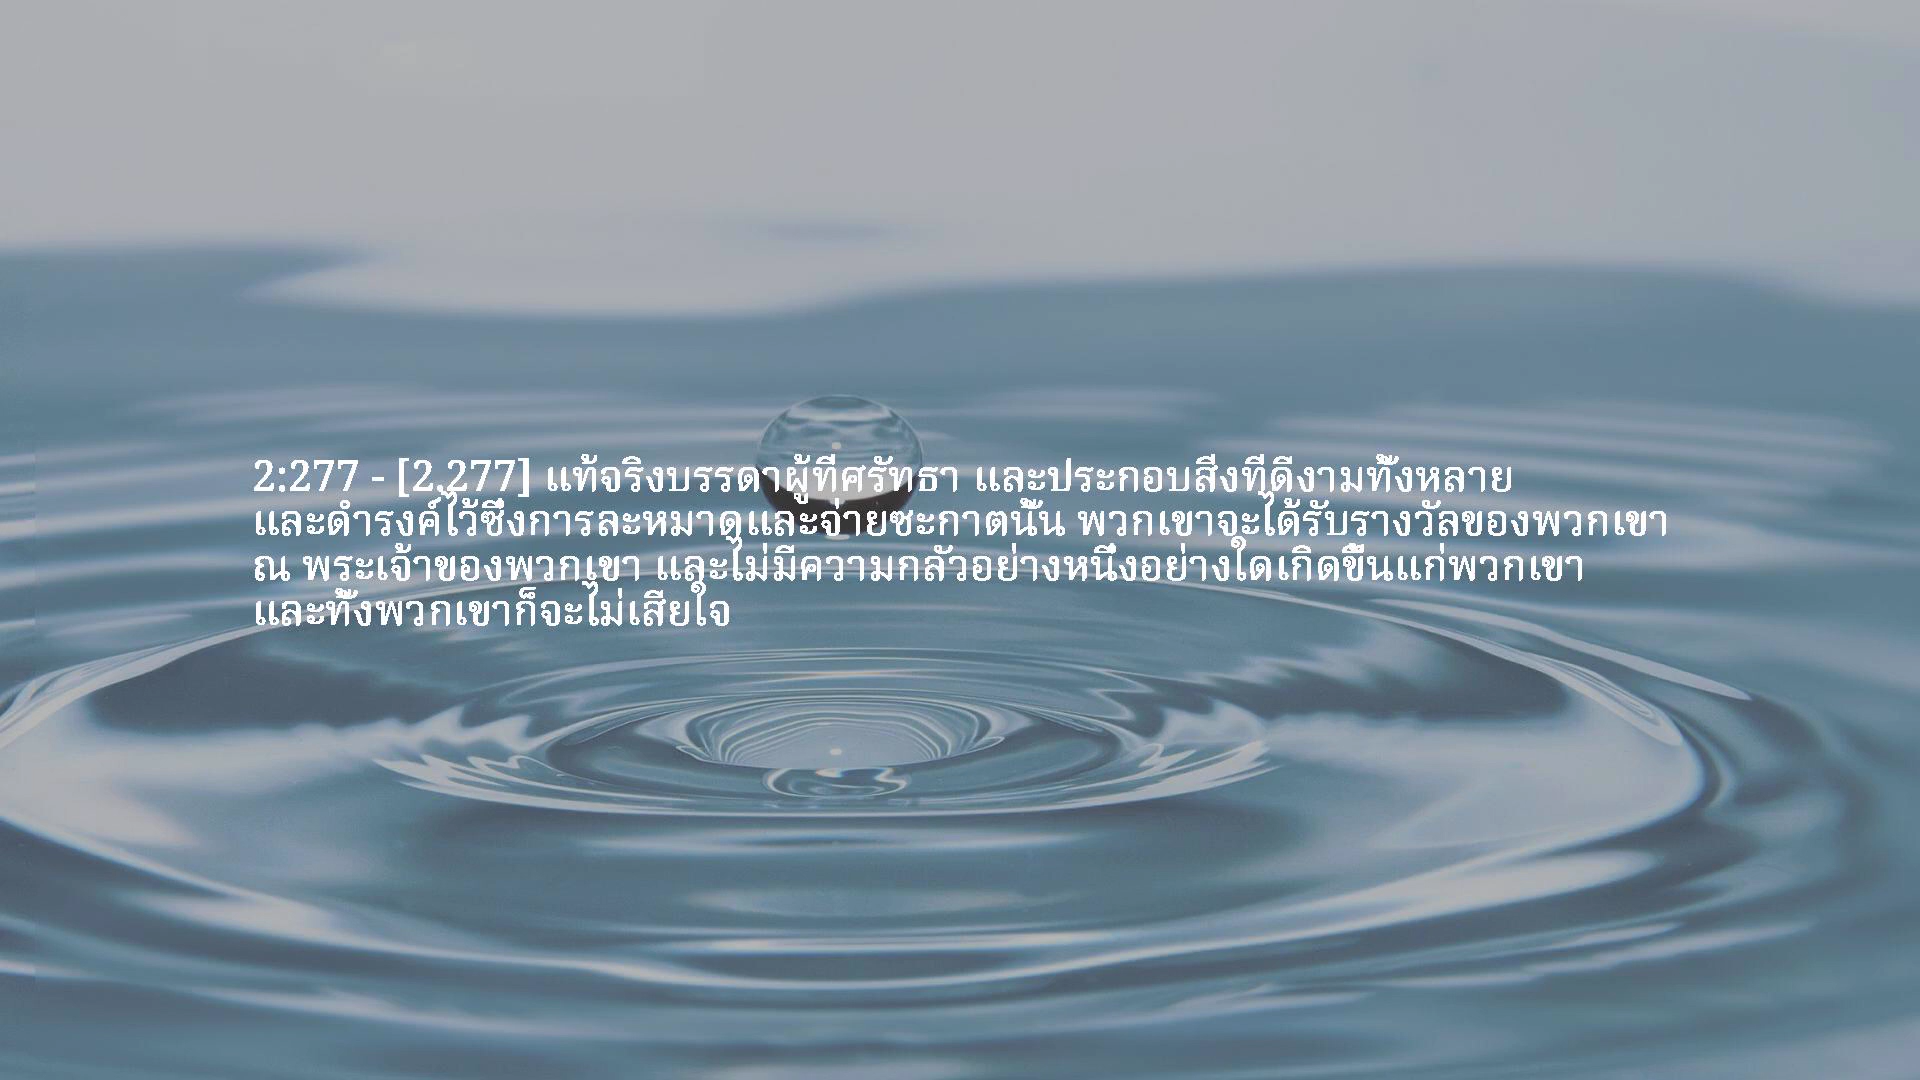 2:277 - [2.277] แท้จริงบรรดาผู้ที่ศรัทธา และประกอบสิ่งที่ดีงามทั้งหลาย
และดำรงค์ไว้ซึ่งการละหมาดและจ่ายซะกาตนั้น พวกเขาจะได้รับรางวัลของพวกเขา
ณ พระเจ้าของพวกเขา และไม่มีความกลัวอย่างหนึ่งอย่างใดเกิดขึ้นแก่พวกเขา
และทั้งพวกเขาก็จะไม่เสียใจ